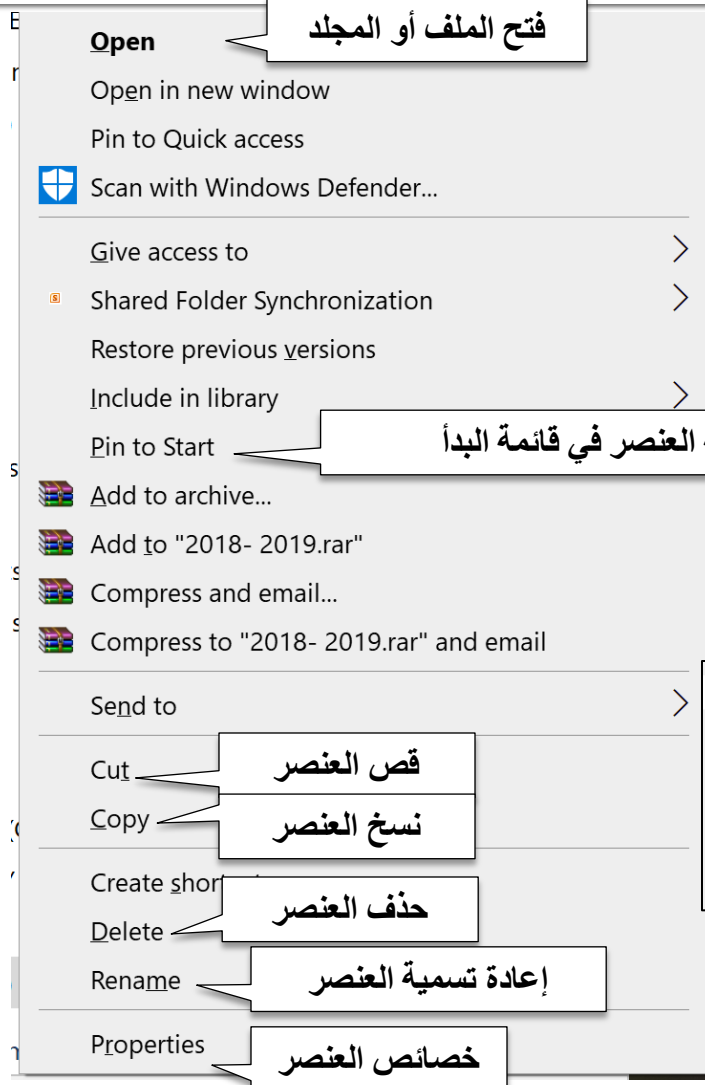 Open
فتح الملف أو المجلد
Open in new window
Pin to Quick access
Scan with Windows Defender...
Give access to
Shared Folder Synchronization
Restore previous versions
Include in library
Pin to Start
العنصر في قائمة البدأ
Add to archive...
Add to "2018- 2019.rar"
Compress and email...
Compress to "2018- 2019.rar" and email
Send to
Cut
قص العنصر
Copy
نسخ العنصر
Create
Delete
حذف العنصر
Rename
إعادة تسمية العنصر
Properties
خصائص العنصر